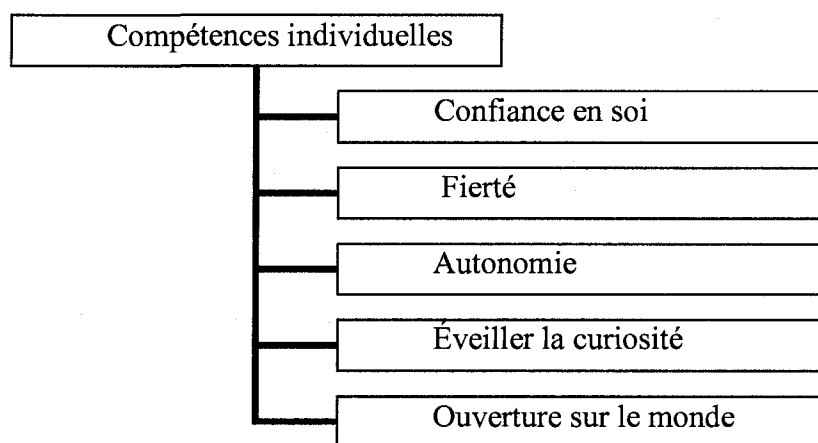 Compétences individuelles
Confiance en soi
Fierté
Autonomie
Éveiller la curiosité
Ouverture sur le monde